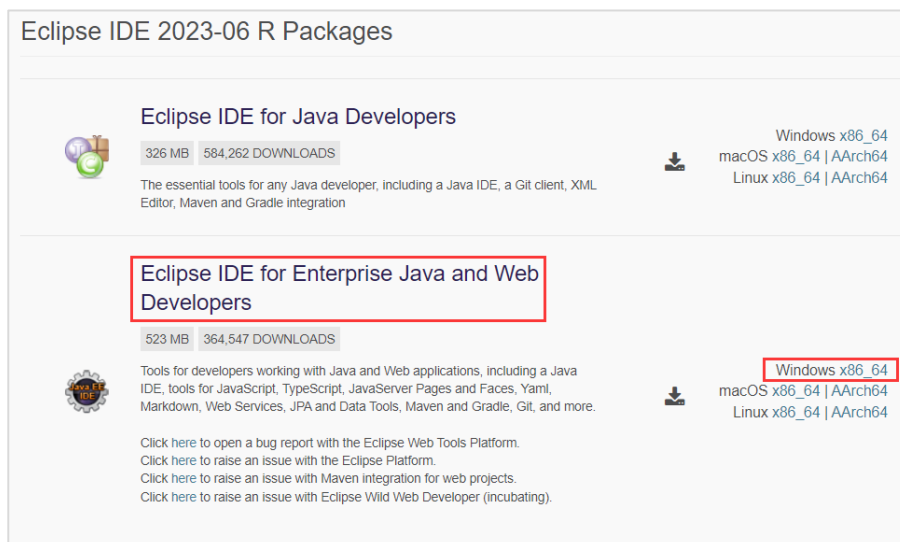 Eclipse IDE 2023-06 R Packages
Eclipse IDE for Java Developers
326 MB 584,262 DOWNLOADS
The essential tools for any Java developer, including a Java IDE, a Git client, XML
Editor, Maven and Gradle integration
Windows x86_64
macOS x86_64 | AArch64
Linux x86_64 | AArch64
Eclipse IDE for Enterprise Java and Web
Developers
523 MB 364,547 DOWNLOADS
Java EE
IDE
Tools for developers working with Java and Web applications, including a Java
IDE, tools for JavaScript, TypeScript, JavaServer Pages and Faces, Yaml,
Markdown, Web Services, JPA and Data Tools, Maven and Gradle, Git, and more.
Click here to open a bug report with the Eclipse Web Tools Platform.
Click here to raise an issue with the Eclipse Platform.
Click here to raise an issue with Maven integration for web projects.
Click here to raise an issue with Eclipse Wild Web Developer (incubating).
Windows x86_64
macOS x86_64 | AArch64
Linux x86_64 | AArch64